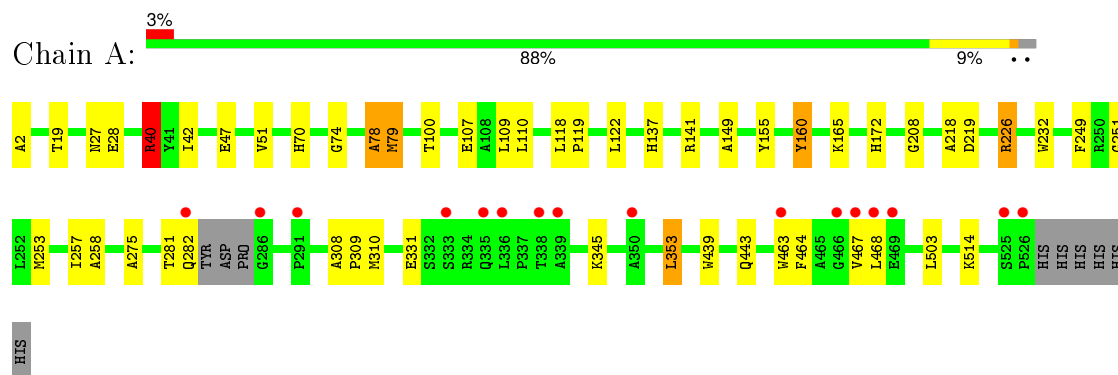 3%
Chain A:
88% 9% • •
A2 T19 N27 E28 R40 Y41 I42 E47 V51 H70 G74 A78 M79 T100 E107 A108 L109 L110 L118 P119 L122 H137 R141 A149 Y155 Y160 K165 H172 G208 A218 D219 R226 W232 F249 R250 G251
L252 M253 I257 A258 A275 T281 Q282 TYR ASP PRO G286 P291 A308 P309 M310 E331 S332 S333 R334 Q335 L336 P337 T338 A339 K345 A350 L353 W439 Q443 W463 F464 A465 G466 V467 L468 E469 L503 K514 S525 P526 HIS HIS HIS HIS HIS
HIS